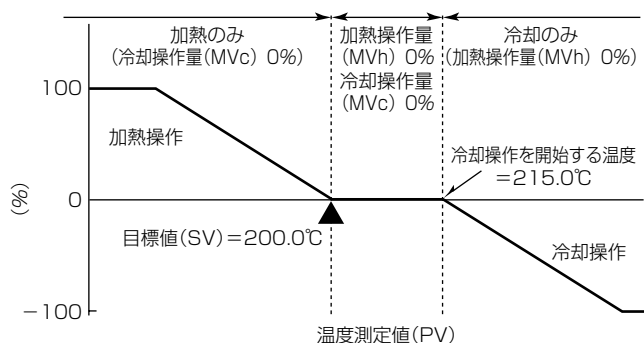 加熱のみ
(冷却操作量(MVc) 0%)
加熱操作量
(MVh) 0%
冷却操作量
(MVc) 0%
冷却のみ
(加熱操作量(MVh) 0%)
100
加熱操作
冷却操作を開始する温度
=215.0℃
(%)
0
目標値(SV)=200.0℃
冷却操作
-100
温度測定値(PV)